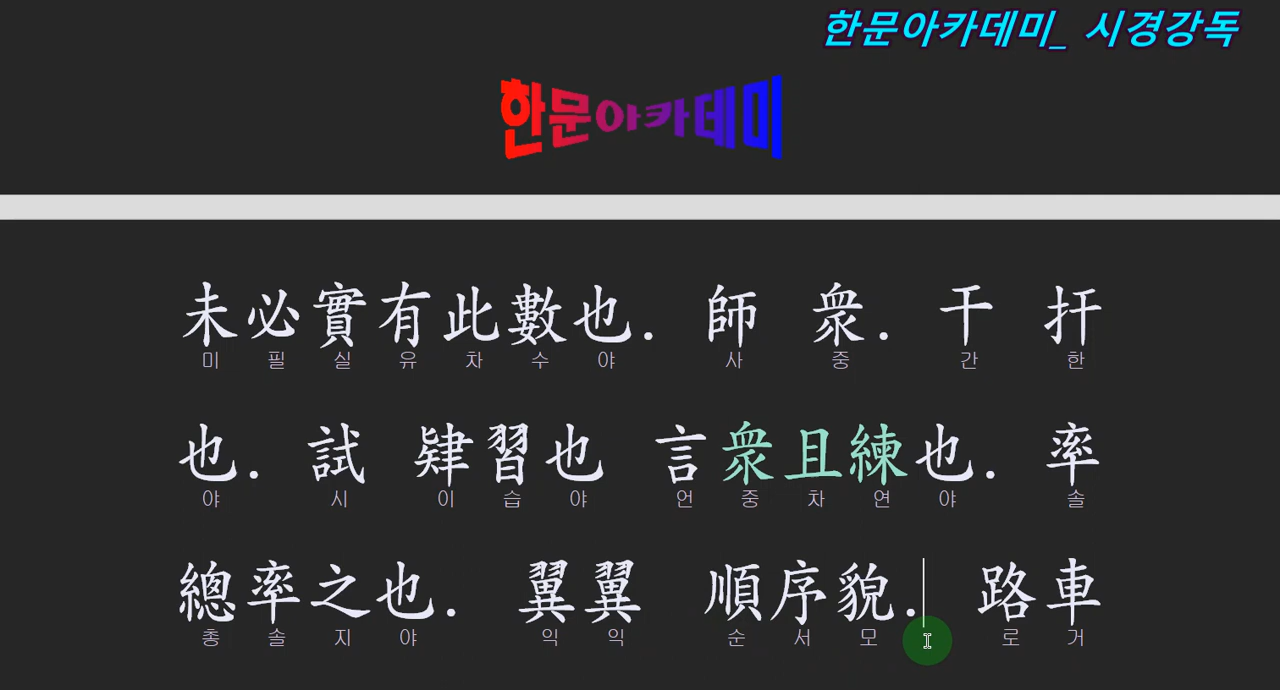 한문아카데미_ 시경강독
한문아카데미
未必實有此數也. 師 衆. 干 扞
미 필 실 유 차 수 야 사 중 간 한
也. 試 肄習也 言衆且練也. 率
야 시 이 습 야 언 중 차 연 야 솔
總率之也. 翼翼 順序貌. 路車
총 솔 지 야 익 익 순 서 모 로 거